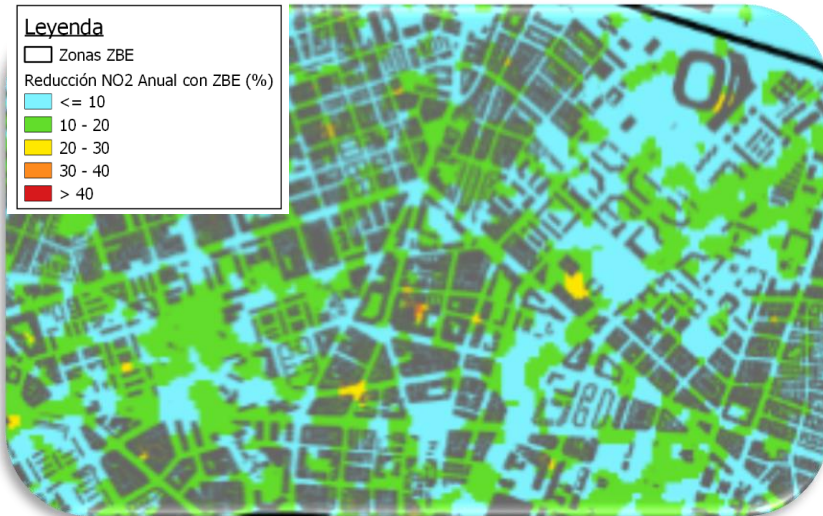 Leyenda
Zonas ZBE
Reducción NO2 Anual con ZBE (%)
<= 10
10 - 20
20 - 30
30 - 40
> 40